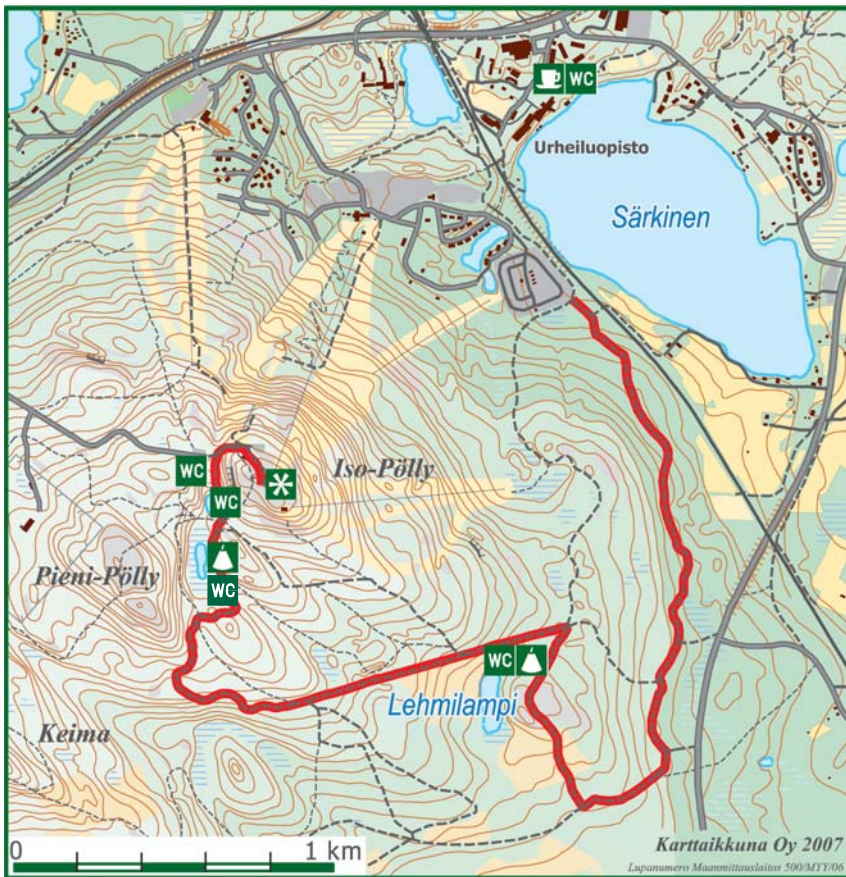 WC
Urheiluopisto
Särkinen
Iso-Pölly
WC
WC
Pieni-Pölly
WC
WC
Lehmilampi
Keima
0 1 km
Karttaikkuna Oy 2007
Lupanumero Maanmittauslaitos 500/MYY/06